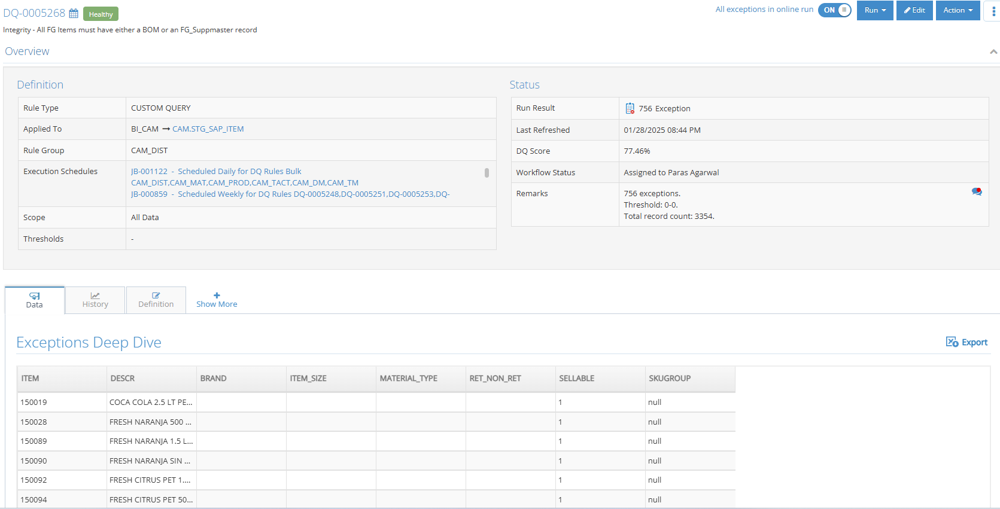 DQ-0005268 Healthy
All exceptions in online run ON Run Edit Action
Integrity - All FG Items must have either a BOM or an FG_Suppmaster record
Overview
Definition
Rule Type CUSTOM QUERY
Applied To BI_CAM → CAM.STG_SAP_ITEM
Rule Group CAM_DIST
Execution Schedules JB-001122 - Scheduled Daily for DQ Rules Bulk
CAM_DIST,CAM_MAT,CAM_PROD,CAM_TACT,CAM_DM,CAM_TM
JB-000859 - Scheduled Weekly for DQ Rules DQ-0005248,DQ-0005251,DQ-0005253,DQ-
Scope All Data
Thresholds -
Status
Run Result 756 Exception
Last Refreshed 01/28/2025 08:44 PM
DQ Score 77.46%
Workflow Status Assigned to Paras Agarwal
Remarks 756 exceptions.
Threshold: 0-0.
Total record count: 3354.
Data History Definition Show More
Exceptions Deep Dive Export
ITEM DESCR BRAND ITEM_SIZE MATERIAL_TYPE RET_NON_RET SELLABLE SKUGROUP
150019 COCA COLA 2.5 LT PE... 1 null
150028 FRESH NARANJA 500 ... 1 null
150089 FRESH NARANJA 1.5 L... 1 null
150090 FRESH NARANJA SIN ... 1 null
150092 FRESH CITRUS PET 1.... 1 null
150094 FRESH CITRUS PET 50... 1 null